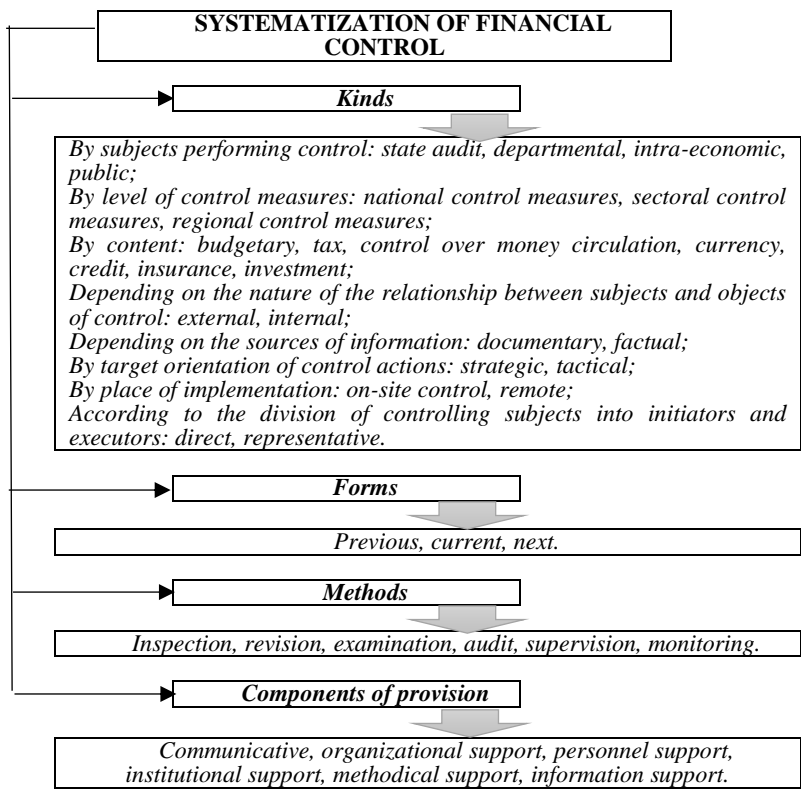 SYSTEMATIZATION OF FINANCIAL
CONTROL
Kinds
By subjects performing control: state audit, departmental, intra-economic,
public;
By level of control measures: national control measures, sectoral control
measures, regional control measures;
By content: budgetary, tax, control over money circulation, currency,
credit, insurance, investment;
Depending on the nature of the relationship between subjects and objects
of control: external, internal;
Depending on the sources of information: documentary, factual;
By target orientation of control actions: strategic, tactical;
By place of implementation: on-site control, remote;
According to the division of controlling subjects into initiators and
executors: direct, representative.
Forms
Previous, current, next.
Methods
Inspection, revision, examination, audit, supervision, monitoring.
Components of provision
Communicative, organizational support, personnel support,
institutional support, methodical support, information support.